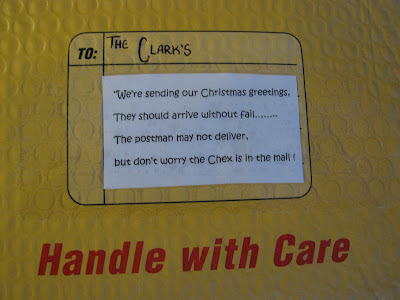 TO: THE CLARK'S
"We're sending our Christmas greetings,
They should arrive without fail........
The postman may not deliver,
but don't worry the Chex is in the mail !
Handle with Care